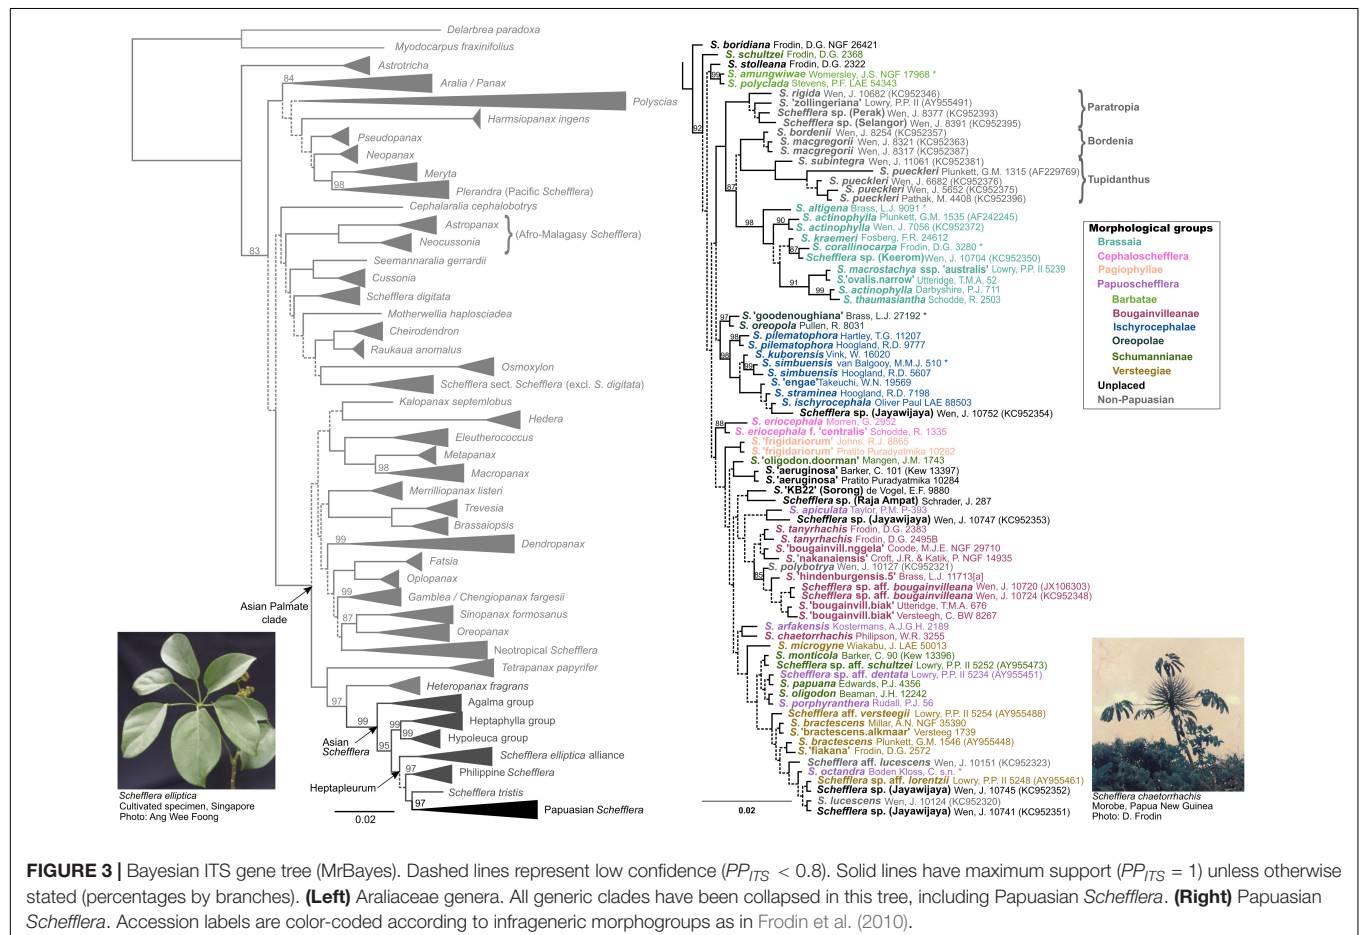 Delarbrea paradoxa
Myodocarpus fraxinifolius
Astrotricha
84
Aralia / Panax
Polyscias
Harmsiopanax ingens
Pseudopanax
Neopanax
Meryta
98
Plerandra (Pacific Schefflera)
Cephalaralia cephalobotrys
Astropanax
(Afro-Malagasy Schefflera)
Neocussonia
83
Seemannaralia gerrardii
Cussonia
Schefflera digitata
Motherwellia haplosciadea
Cheirodendron
Raukaua anomalus
Osmoxylon
Schefflera sect. Schefflera (excl. S. digitata)
Kalopanax septemlobus
Hedera
Eleutherococcus
Metapanax
98
Macropanax
Merrilliopanax listeri
Trevesia
Brassaiopsis
99
Dendropanax
Fatsia
Oplopanax
99
Gamblea / Chengiopanax fargesii
Asian Palmate
clade
Sinopanax formosanus
87
Oreopanax
Neotropical Schefflera
Tetrapanax papyrifer
Heteropanax fragrans
97
Agalma group
99
Heptaphylla group
99
99
Hypoleuca group
Asian
Schefflera
95
Schefflera elliptica alliance
97
Philippine Schefflera
Heptapleurum
Schefflera tristis
97
Papuasian Schefflera
0.02
Schefflera elliptica
Cultivated specimen, Singapore
Photo: Ang Wee Foong
S. boridiana Frodin, D.G. NGF 26421
S. schultzei Frodin, D.G. 2368
S. stolleana Frodin, D.G. 2322
99
S. amungwiwae Womersley, J.S. NGF 17968 *
S. polyclada Stevens, P.F. LAE 54343
S. rigida Wen, J. 10682 (KC952346)
S. 'zollingeriana' Lowry, P.P. II (AY955491)
Schefflera sp. (Perak) Wen, J. 8377 (KC952393)
Schefflera sp. (Selangor) Wen, J. 8391 (KC952395)
Paratropia
92
S. bordenii Wen, J. 8254 (KC952357)
S. macgregorii Wen, J. 8321 (KC952363)
S. macgregorii Wen, J. 8317 (KC952387)
Bordenia
S. subintegra Wen, J. 11061 (KC952381)
S. pueckleri Plunkett, G.M. 1315 (AF229769)
S. pueckleri Wen, J. 6682 (KC952376)
S. pueckleri Wen, J. 5652 (KC952375)
S. pueckleri Pathak, M. 4408 (KC952396)
Tupidanthus
87
S. altigena Brass, L.J. 9091 *
98
90
S. actinophylla Plunkett, G.M. 1535 (AF242245)
S. actinophylla Wen, J. 7056 (KC952372)
S. kraemeri Fosberg, F.R. 24612
87
S. corallinocarpa Frodin, D.G. 3280 *
Schefflera sp. (Keerom)Wen, J. 10704 (KC952350)
S. macrostachya ssp. 'australis' Lowry, P.P. II 5239
S.'ovalis.narrow' Utteridge, T.M.A. 52
91
99
S. actinophylla Darbyshire, P.J. 711
S. thaumasiantha Schodde, R. 2503
97
S.'goodenoughiana' Brass, L.J. 27192 *
S. oreopola Pullen, R. 8031
98
S. pilematophora Hartley, T.G. 11207
S. pilematophora Hoogland, R.D. 9777
98
S. kuborensis Vink, W. 16020
99
S. simbuensis van Balgooy, M.M.J. 510 *
S. simbuensis Hoogland, R.D. 5607
S. 'engae'Takeuchi, W.N. 19569
S. straminea Hoogland, R.D. 7198
S. ischyrocephala Oliver Paul LAE 88503
Schefflera sp. (Jayawijaya) Wen, J. 10752 (KC952354)
88
S. eriocephala Morren, G. 2952
S. eriocephala f. 'centralis' Schodde, R. 1335
S.'frigidariorum' Johns, R.J. 8865
S. 'frigidariorum' Pratito Puradyatmika 10282
S.'oligodon.doorman' Mangen, J.M. 1743
S.'aeruginosa' Barker, C. 101 (Kew 13397)
S.'aeruginosa' Pratito Puradyatmika 10284
S.'KB22' (Sorong) de Vogel, E.F. 9880
Schefflera sp. (Raja Ampat) Schrader, J. 287
S. apiculata Taylor, P.M. P-393
Schefflera sp. (Jayawijaya) Wen, J. 10747 (KC952353)
S. tanyrhachis Frodin, D.G. 2383
S. tanyrhachis Frodin, D.G. 2495B
S.'bougainvill.nggela' Coode, M.J.E. NGF 29710
S.'nakanaiensis' Croft, J.R. & Katik, P. NGF 14935
S. polybotrya Wen, J. 10127 (KC952321)
85
S.'hindenburgensis.5' Brass, L.J. 11713[a]
Schefflera sp. aff. bougainvilleana Wen, J. 10720 (JX106303)
Schefflera sp. aff. bougainvilleana Wen, J. 10724 (KC952348)
S.'bougainvill.biak' Utteridge, T.M.A. 676
S.'bougainvill.biak' Versteegh, C. BW 8267
S. arfakensis Kostermans, A.J.G.H. 2189
S. chaetorrhachis Philipson, W.R. 3255
S. microgyne Wiakabu, J. LAE 50013
S. monticola Barker, C. 90 (Kew 13396)
Schefflera sp. aff. schultzei Lowry, P.P. II 5252 (AY955473)
Schefflera sp. aff. dentata Lowry, P.P. II 5234 (AY955451)
S. papuana Edwards, P.J. 4356
S. oligodon Beaman, J.H. 12242
S. porphyranthera Rudall, P.J. 56
Schefflera aff. versteegii Lowry, P.P. II 5254 (AY955488)
S. bractescens Millar, A.N. NGF 35390
S.'bractescens.alkmaar' Versteeg 1739
S. bractescens Plunkett, G.M. 1546 (AY955448)
S.'fiakana' Frodin, D.G. 2572
Schefflera aff. lucescens Wen, J. 10151 (KC952323)
S. octandra Boden Kloss, C. s.n. *
Schefflera sp. aff. lorentzii Lowry, P.P. II 5248 (AY955461)
Schefflera sp. (Jayawijaya) Wen, J. 10745 (KC952352)
S. lucescens Wen, J. 10124 (KC952320)
Schefflera sp. (Jayawijaya) Wen, J. 10741 (KC952351)
0.02
Morphological groups
Brassaia
Cephaloschefflera
Pagiophyllae
Papuoschefflera
Barbatae
Bougainvilleanae
Ischyrocephalae
Oreopolae
Schumannianae
Versteegiae
Unplaced
Non-Papuasian
Schefflera chaetorrhachis
Morobe, Papua New Guinea
Photo: D. Frodin
FIGURE 3 | Bayesian ITS gene tree (MrBayes). Dashed lines represent low confidence (PPITS < 0.8). Solid lines have maximum support (PPITS = 1) unless otherwise
stated (percentages by branches). (Left) Araliaceae genera. All generic clades have been collapsed in this tree, including Papuasian Schefflera. (Right) Papuasian
Schefflera. Accession labels are color-coded according to infrageneric morphogroups as in Frodin et al. (2010).